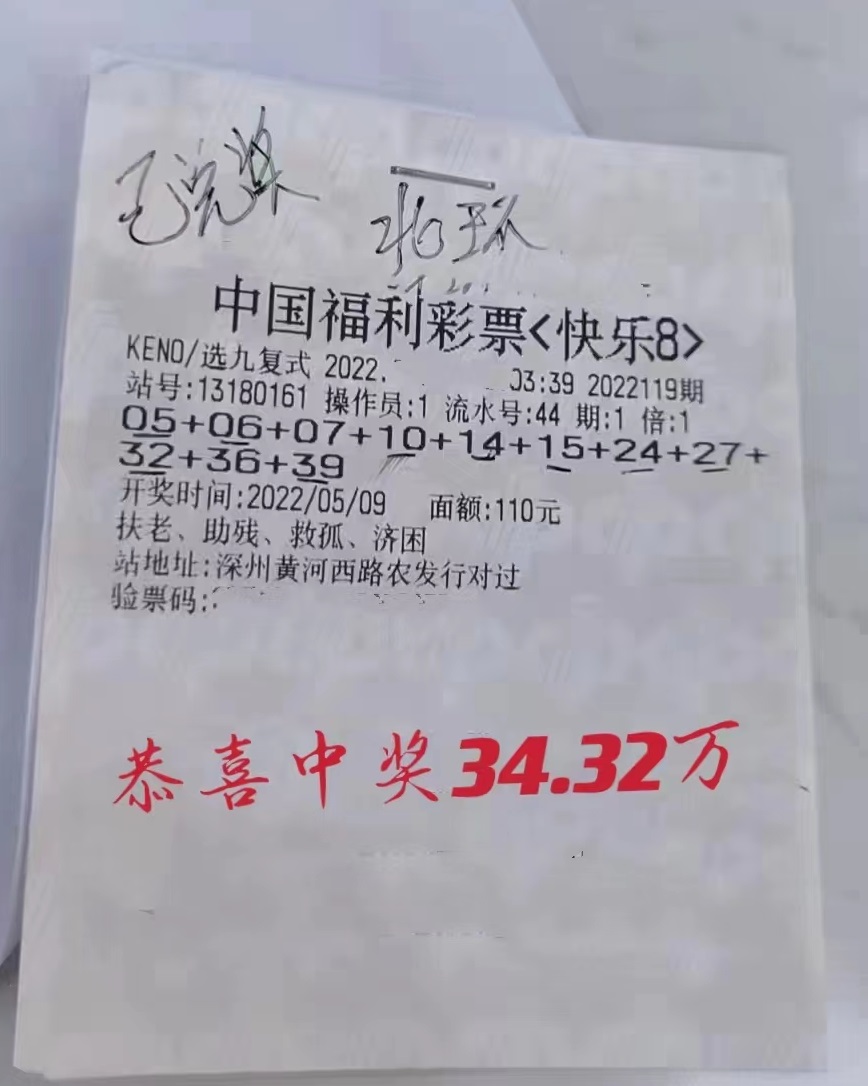 已兑奖
中国福利彩票<快乐8>
KENO/选九复式 2022. 03:39 2022119期
站号:13180161 操作员:1 流水号:44 期:1 倍:1
05+06+07+10+14+15+24+27+
32+36+39
开奖时间:2022/05/09 面额:110元
扶老、助残、救孤、济困
站地址:深州黄河西路农发行对过
验票码:
恭喜中奖34.32万